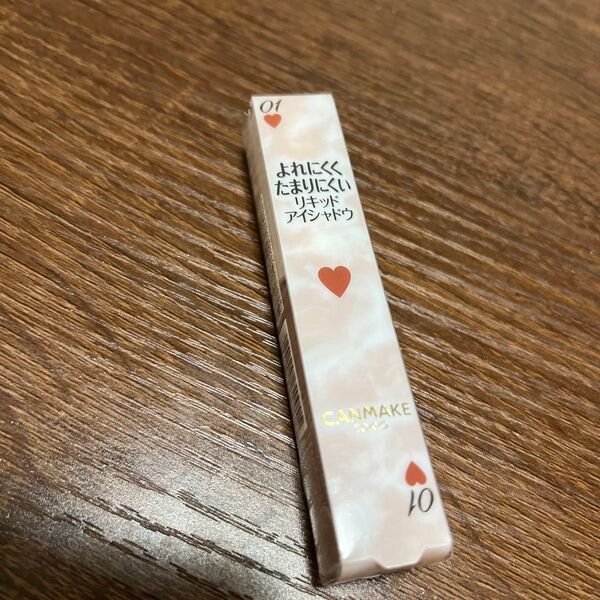 01
よれにくく
たまりにくい
リキッド
アイシャドウ
CANMAKE
TOKYO
01